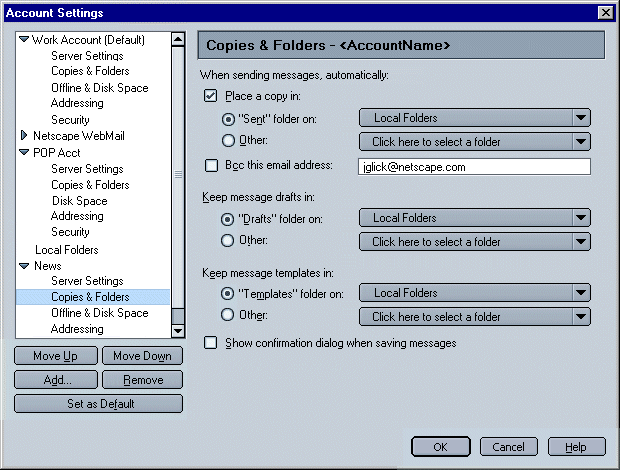 Account Settings
Work Account (Default)
Server Settings
Copies & Folders
Offline & Disk Space
Addressing
Security
Netscape WebMail
POP Acct
Server Settings
Copies & Folders
Disk Space
Addressing
Security
Local Folders
News
Server Settings
Copies & Folders
Offline & Disk Space
Addressing
Move Up
Move Down
Add...
Remove
Set as Default
Copies & Folders - <AccountName>
When sending messages, automatically:
Place a copy in:
"Sent" folder on: Local Folders
Other: Click here to select a folder
Bcc this email address: jglick@netscape.com
Keep message drafts in:
"Drafts" folder on: Local Folders
Other: Click here to select a folder
Keep message templates in:
"Templates" folder on: Local Folders
Other: Click here to select a folder
Show confirmation dialog when saving messages
OK Cancel Help